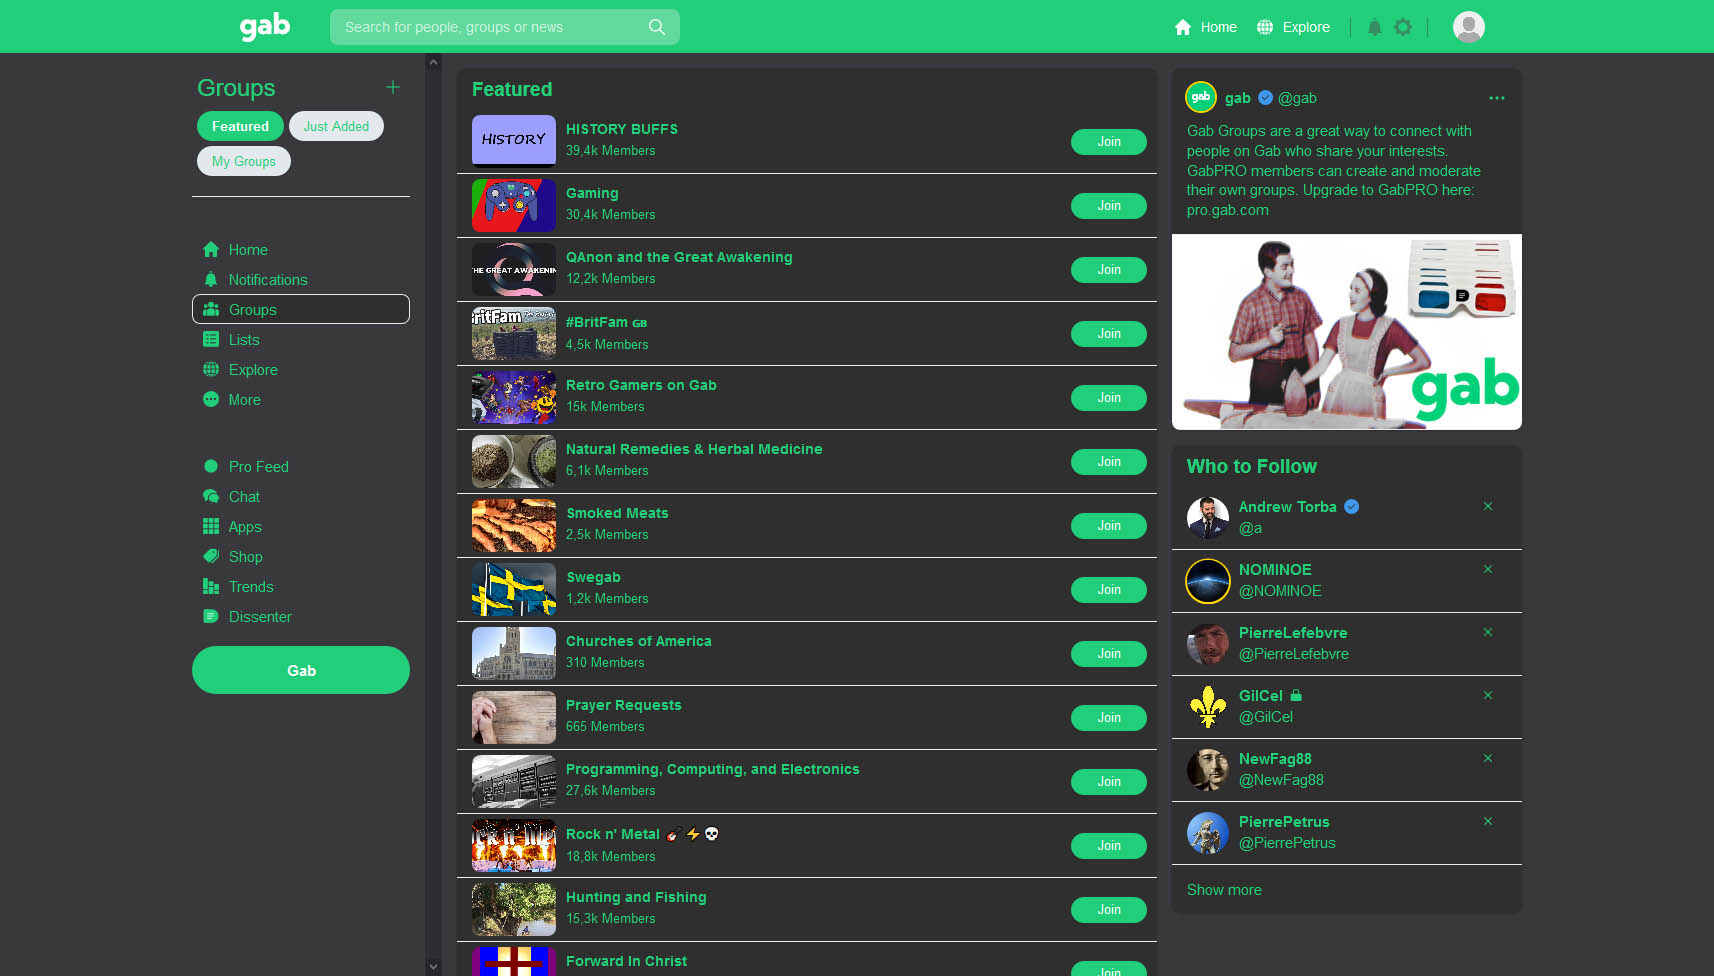 gab
Search for people, groups or news
Home
Explore
Groups
Featured
Just Added
My Groups
Home
Notifications
Groups
Lists
Explore
More
Pro Feed
Chat
Apps
Shop
Trends
Dissenter
Gab
Featured
HISTORY
HISTORY BUFFS
39,4k Members
Join
Gaming
30,4k Members
Join
THE GREAT AWAKENIN
QAnon and the Great Awakening
12,2k Members
Join
#BritFam GB
4,5k Members
Join
Retro Gamers on Gab
15k Members
Join
Natural Remedies & Herbal Medicine
6,1k Members
Join
Smoked Meats
2,5k Members
Join
Swegab
1,2k Members
Join
Churches of America
310 Members
Join
Prayer Requests
665 Members
Join
Programming, Computing, and Electronics
27,6k Members
Join
Rock n' Metal
18,8k Members
Join
Hunting and Fishing
15,3k Members
Join
Forward In Christ
Join
gab
gab @gab
Gab Groups are a great way to connect with
people on Gab who share your interests.
GabPRO members can create and moderate
their own groups. Upgrade to GabPRO here:
pro.gab.com
gab
Who to Follow
Andrew Torba
@a
NOMINOE
@NOMINOE
PierreLefebvre
@PierreLefebvre
GilCel
@GilCel
NewFag88
@NewFag88
PierrePetrus
@PierrePetrus
Show more